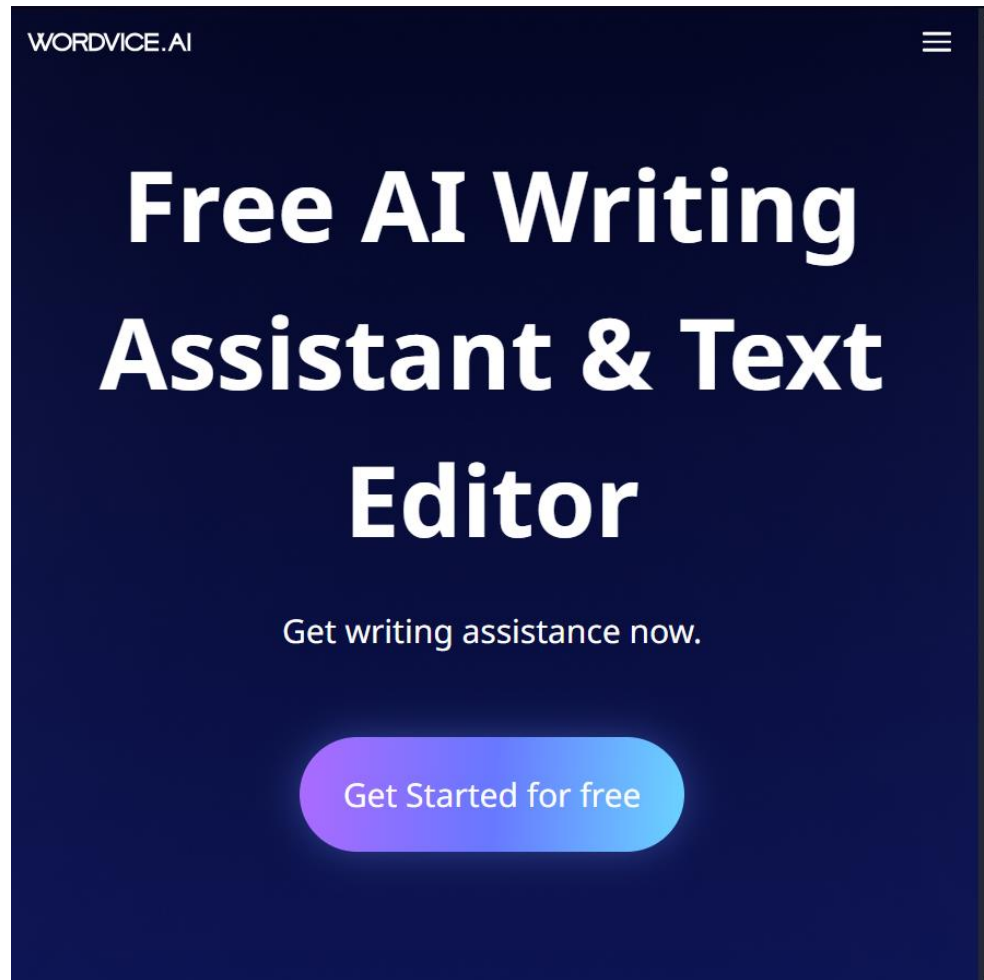 WORDVICE.AI
Free AI Writing
Assistant & Text
Editor
Get writing assistance now.
Get Started for free